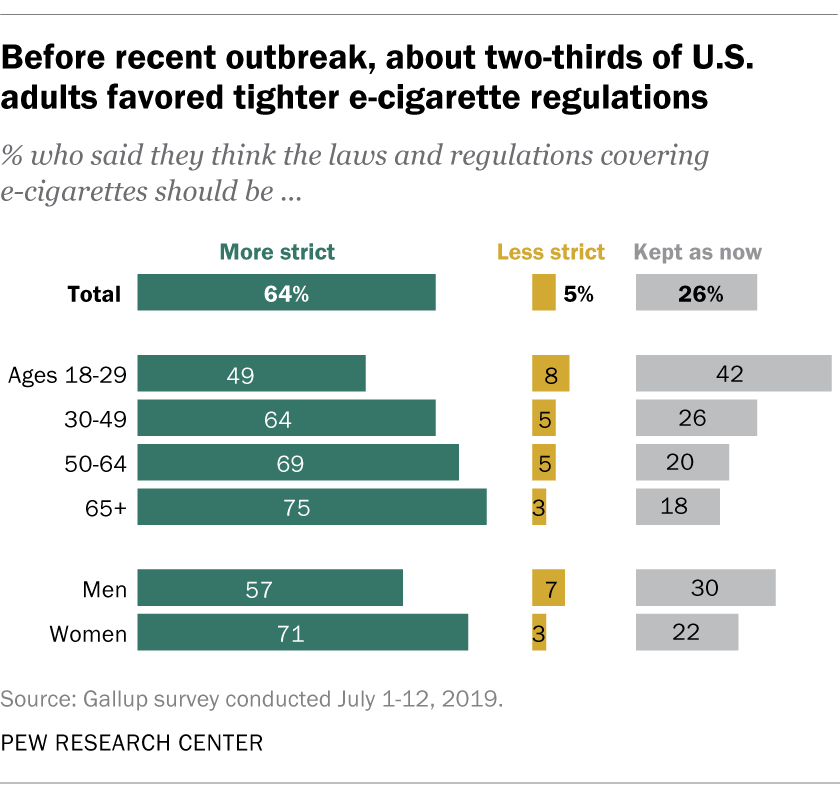 Before recent outbreak, about two-thirds of U.S.
adults favored tighter e-cigarette regulations
% who said they think the laws and regulations covering
e-cigarettes should be ...
More strict Less strict Kept as now
Total 64% 5% 26%
Ages 18-29 49 8 42
30-49 64 5 26
50-64 69 5 20
65+ 75 3 18
Men 57 7 30
Women 71 3 22
Source: Gallup survey conducted July 1-12, 2019.
PEW RESEARCH CENTER